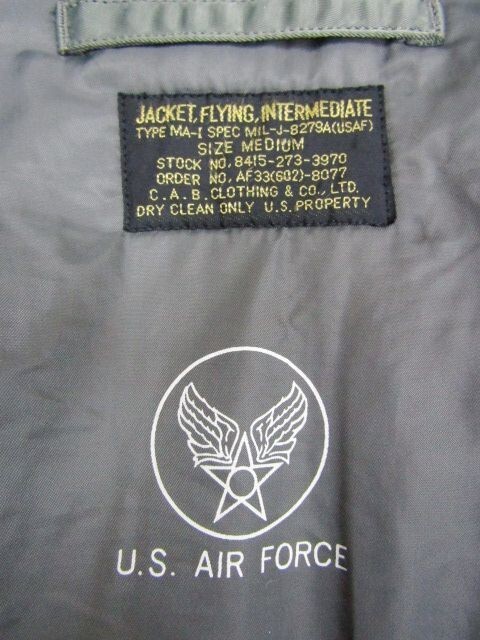 JACKET, FLYING, INTERMEDIATE
TYPE MA-I SPEC MIL-J-8279A(USAF)
SIZE MEDIUM
STOCK NO. 8415-273-3970
ORDER NO. AF33(602)-8077
C.A.B. CLOTHING & CO., LTD.
DRY CLEAN ONLY U.S. PROPERTY
U.S. AIR FORCE